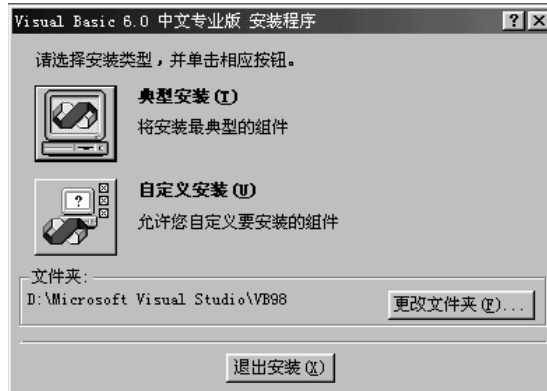 Visual Basic 6.0 中文专业版 安装程序
请选择安装类型，并单击相应按钮。
典型安装(T)
将安装最典型的组件
自定义安装(U)
允许您自定义要安装的组件
文件夹:
D:\Microsoft Visual Studio\VB98
更改文件夹(F)...
退出安装(X)